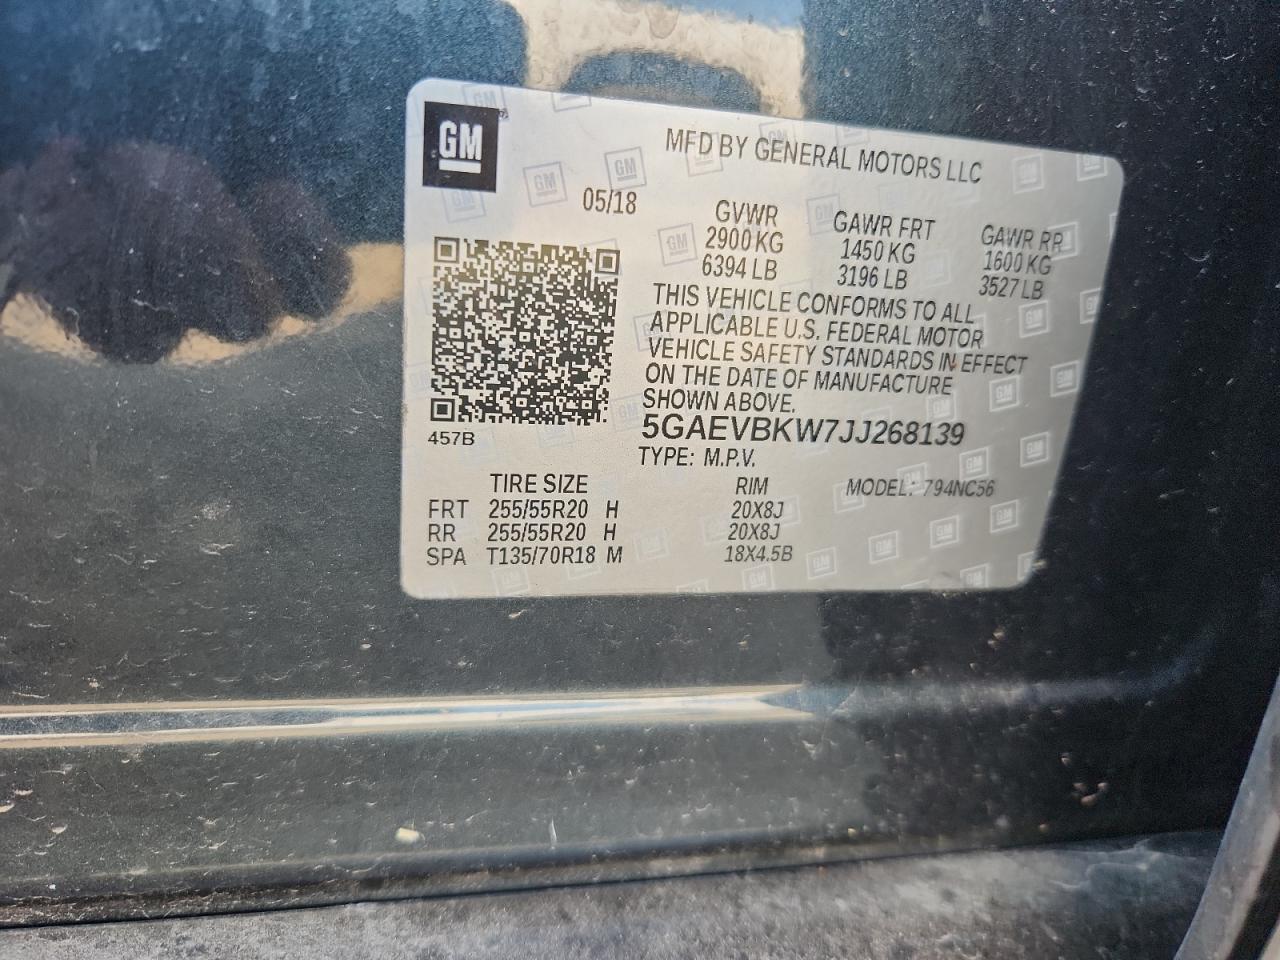 GM
MFD BY GENERAL MOTORS LLC
05/18
GVWR GAWR FRT GAWR RR
2900 KG 1450 KG 1600 KG
6394 LB 3196 LB 3527 LB
THIS VEHICLE CONFORMS TO ALL
APPLICABLE U.S. FEDERAL MOTOR
VEHICLE SAFETY STANDARDS IN EFFECT
ON THE DATE OF MANUFACTURE
SHOWN ABOVE.
5GAEVBKW7JJ268139
457B
TYPE: M.P.V.
TIRE SIZE RIM MODEL: 794NC56
FRT 255/55R20 H 20X8J
RR 255/55R20 H 20X8J
SPA T135/70R18 M 18X4.5B